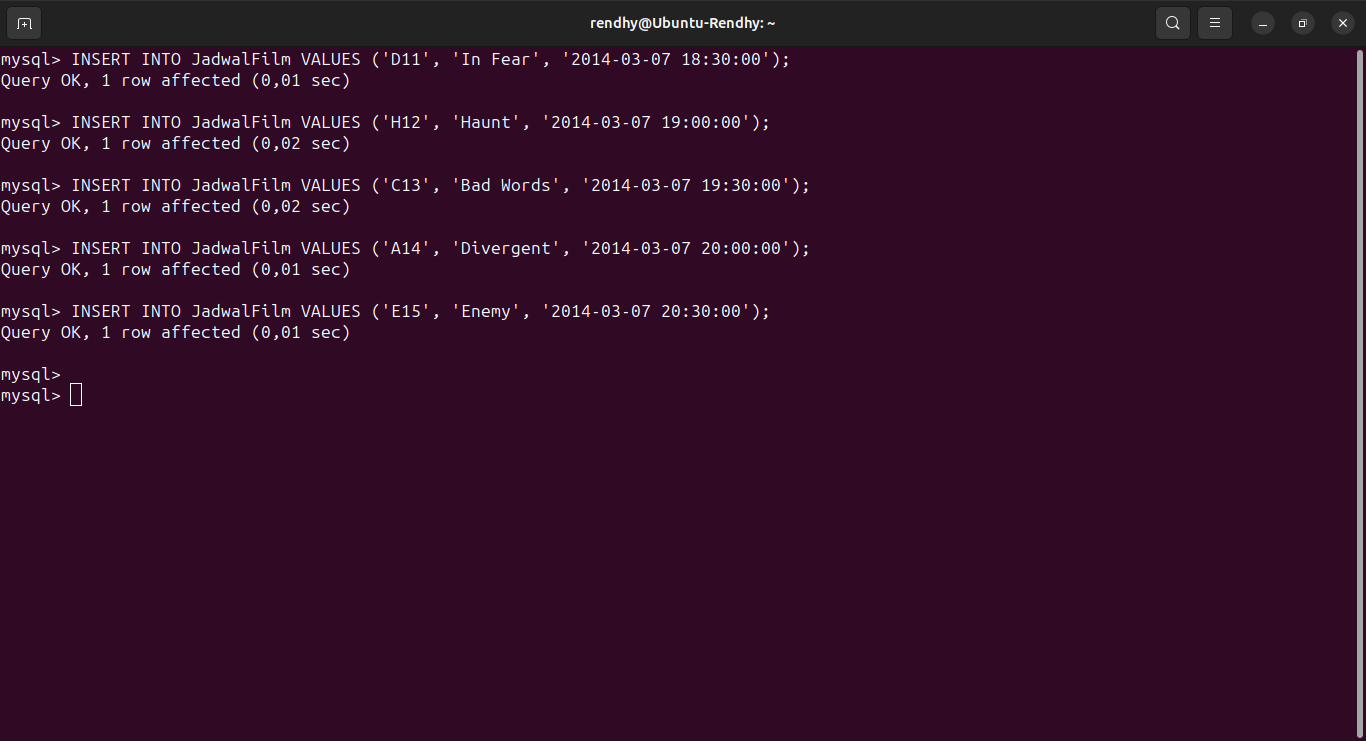 rendhy@Ubuntu-Rendhy: ~
mysql> INSERT INTO JadwalFilm VALUES ('D11', 'In Fear', '2014-03-07 18:30:00');
Query OK, 1 row affected (0,01 sec)
mysql> INSERT INTO JadwalFilm VALUES ('H12', 'Haunt', '2014-03-07 19:00:00');
Query OK, 1 row affected (0,02 sec)
mysql> INSERT INTO JadwalFilm VALUES ('C13', 'Bad Words', '2014-03-07 19:30:00');
Query OK, 1 row affected (0,02 sec)
mysql> INSERT INTO JadwalFilm VALUES ('A14', 'Divergent', '2014-03-07 20:00:00');
Query OK, 1 row affected (0,01 sec)
mysql> INSERT INTO JadwalFilm VALUES ('E15', 'Enemy', '2014-03-07 20:30:00');
Query OK, 1 row affected (0,01 sec)
mysql>
mysql>